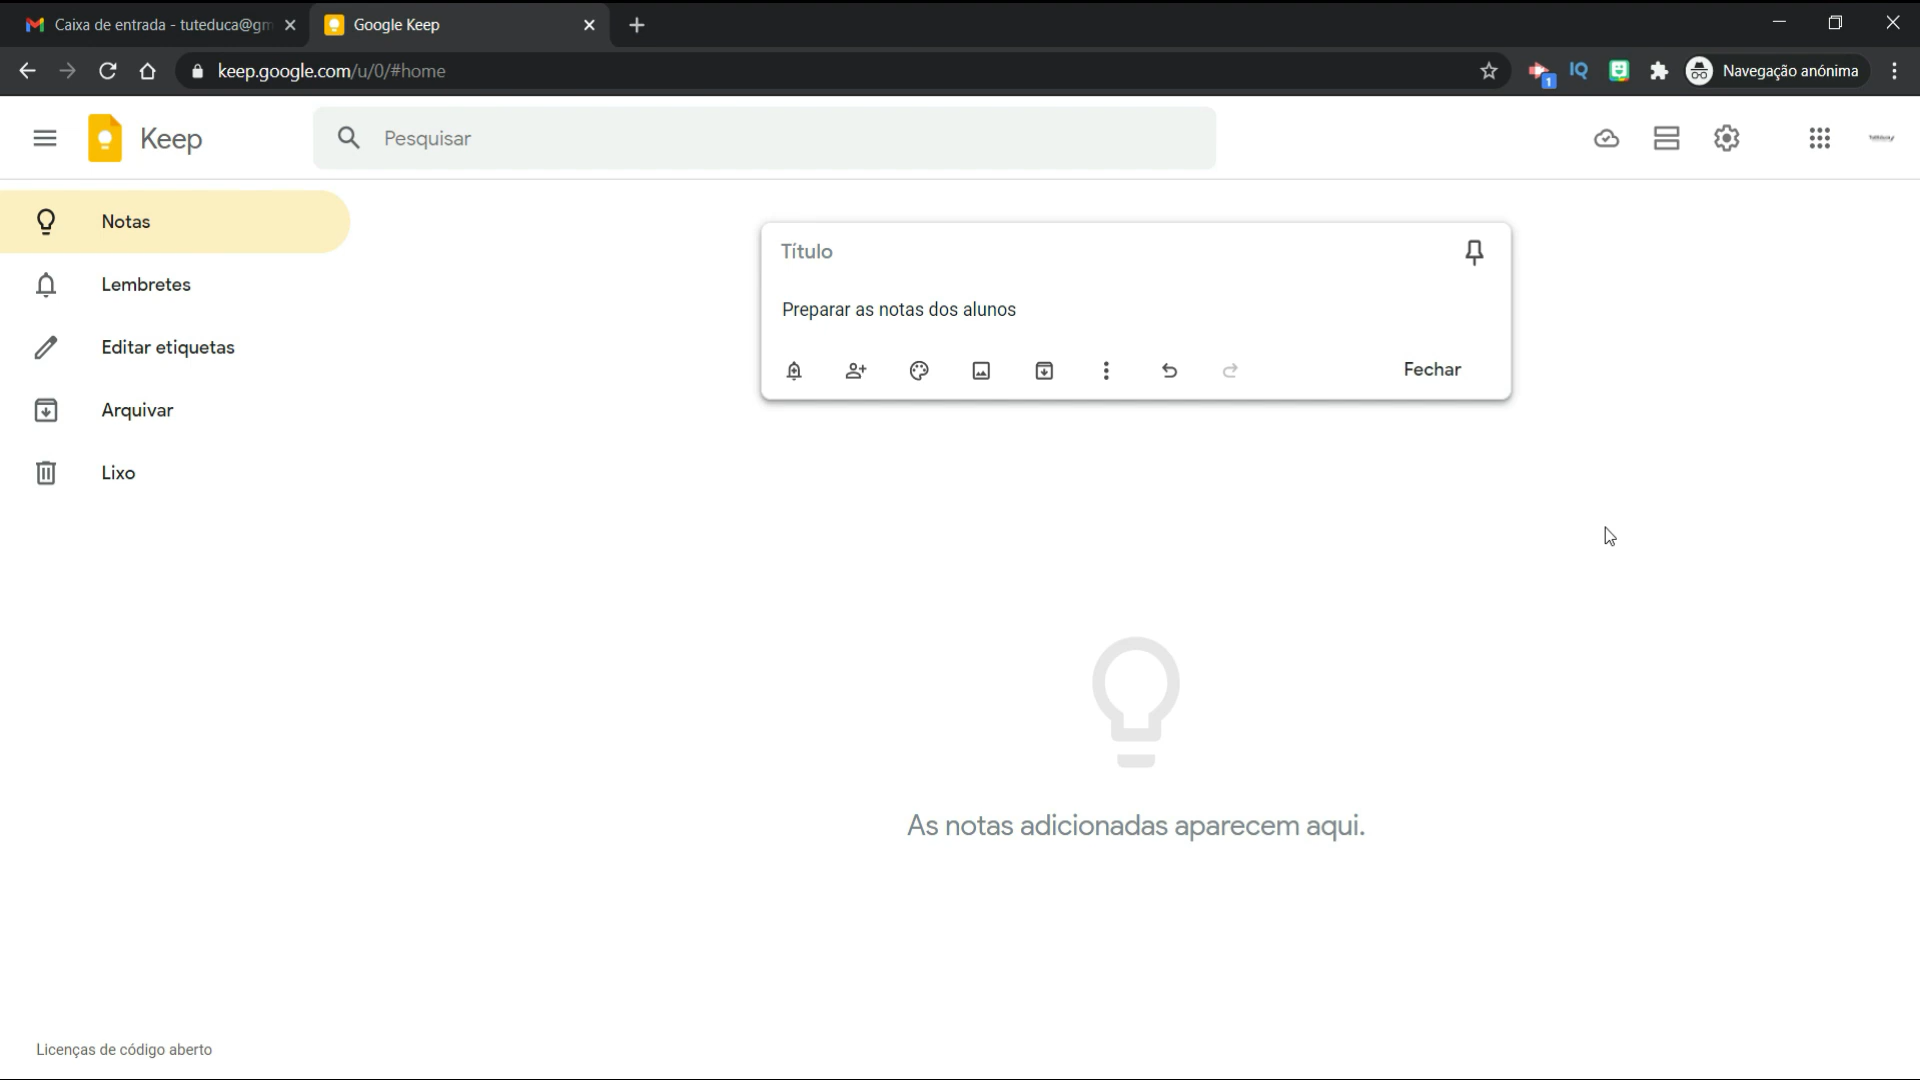 Caixa de entrada - tuteduca@gm
Google Keep
keep.google.com/u/0/#home
1
IQ
Navegação anónima
Keep
Pesquisar
Notas
Título
Lembretes
Preparar as notas dos alunos
Editar etiquetas
Fechar
Arquivar
Lixo
As notas adicionadas aparecem aqui.
Licenças de código aberto